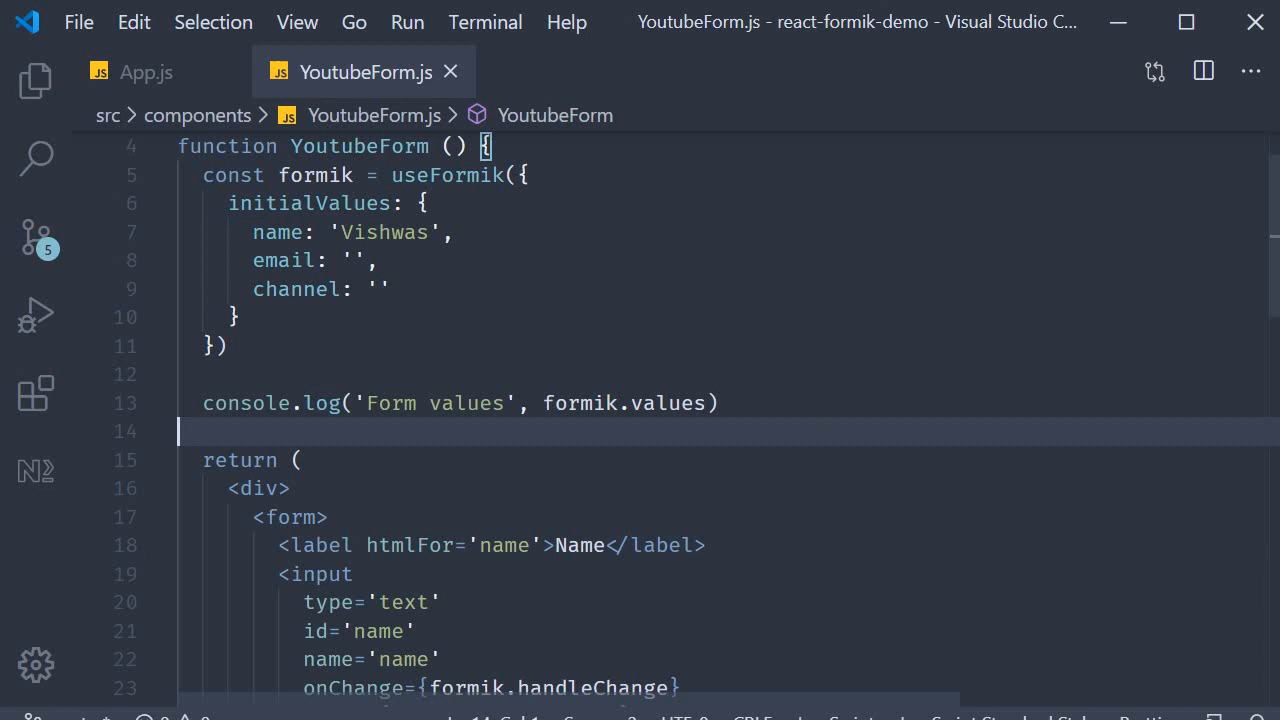 File Edit Selection View Go Run Terminal Help YoutubeForm.js - react-formik-demo - Visual Studio C...
JS App.js JS YoutubeForm.js
src > components > JS YoutubeForm.js > YoutubeForm
4 function YoutubeForm () {
5 const formik = useFormik({
6 initialValues: {
7 name: 'Vishwas',
8 email: '',
9 channel: ''
10 }
11 })
12
13 console.log('Form values', formik.values)
14
15 return (
16 <div>
17 <form>
18 <label htmlFor='name'>Name</label>
19 <input
20 type='text'
21 id='name'
22 name='name'
23 onChange={formik.handleChange}
5
N